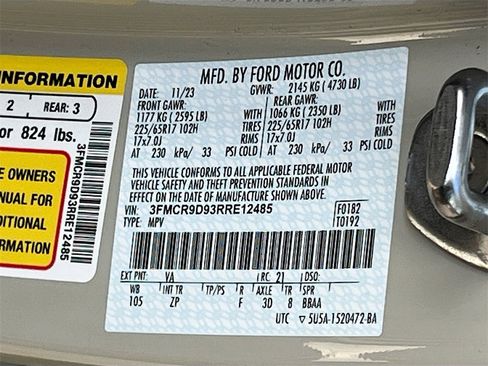 INFORMATION
2 REAR: 3
or 824 lbs.
E OWNERS
ANUAL FOR
DITIONAL
ORMATION
3FMCR9D93RRE12485
MFD. BY FORD MOTOR CO.
DATE: 11/23 GVWR: 2145 KG ( 4730 LB)
FRONT GAWR: REAR GAWR:
1177 KG ( 2595 LB) 1066 KG ( 2350 LB)
225/65R17 102H TIRES 225/65R17 102H TIRES
17x7.0J RIMS 17x7.0J RIMS
AT 230 kPa/ 33 PSI COLD AT 230 kPa/ 33 PSI COLD
THIS VEHICLE CONFORMS TO ALL APPLICABLE FEDERAL MOTOR
VEHICLE SAFETY AND THEFT PREVENTION STANDARDS IN EFFECT ON
THE DATE OF MANUFACTURE SHOWN ABOVE.
VIN: 3FMCR9D93RRE12485 F0182
TYPE: MPV T0192
EXT PNT: VA RC: 21 DSO:
WB INT TR TP/PS R AXLE TR SPR
105 ZP F 3D 8 BBAA
UTC 5U5A-1520472-BA